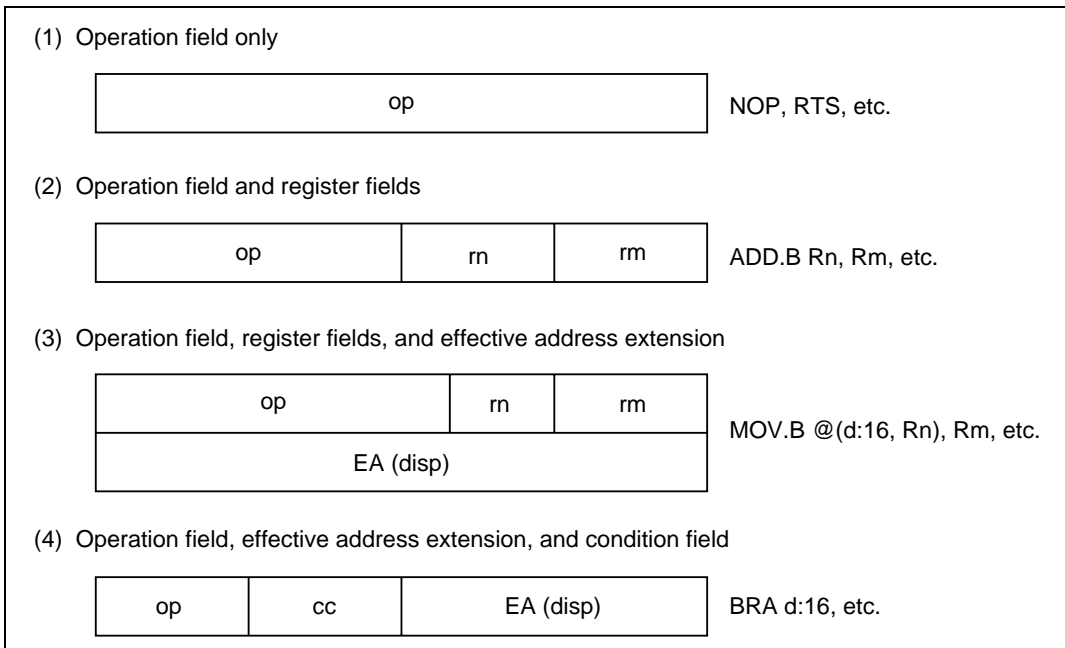 (1) Operation field only
op
NOP, RTS, etc.
(2) Operation field and register fields
op rn rm
ADD.B Rn, Rm, etc.
(3) Operation field, register fields, and effective address extension
op rn rm
MOV.B @(d:16, Rn), Rm, etc.
EA (disp)
(4) Operation field, effective address extension, and condition field
op cc EA (disp)
BRA d:16, etc.